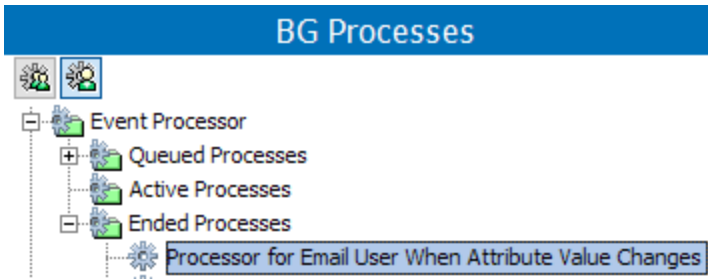 BG Processes
Event Processor
Queued Processes
Active Processes
Ended Processes
Processor for Email User When Attribute Value Changes